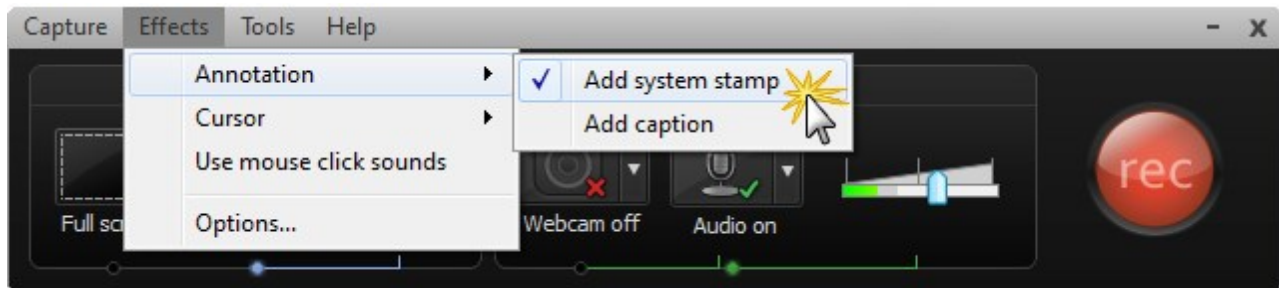 Capture Effects Tools Help - x
Annotation
Cursor
Use mouse click sounds
Options...
Add system stamp
Add caption
Full
Webcam off
Audio on
rec